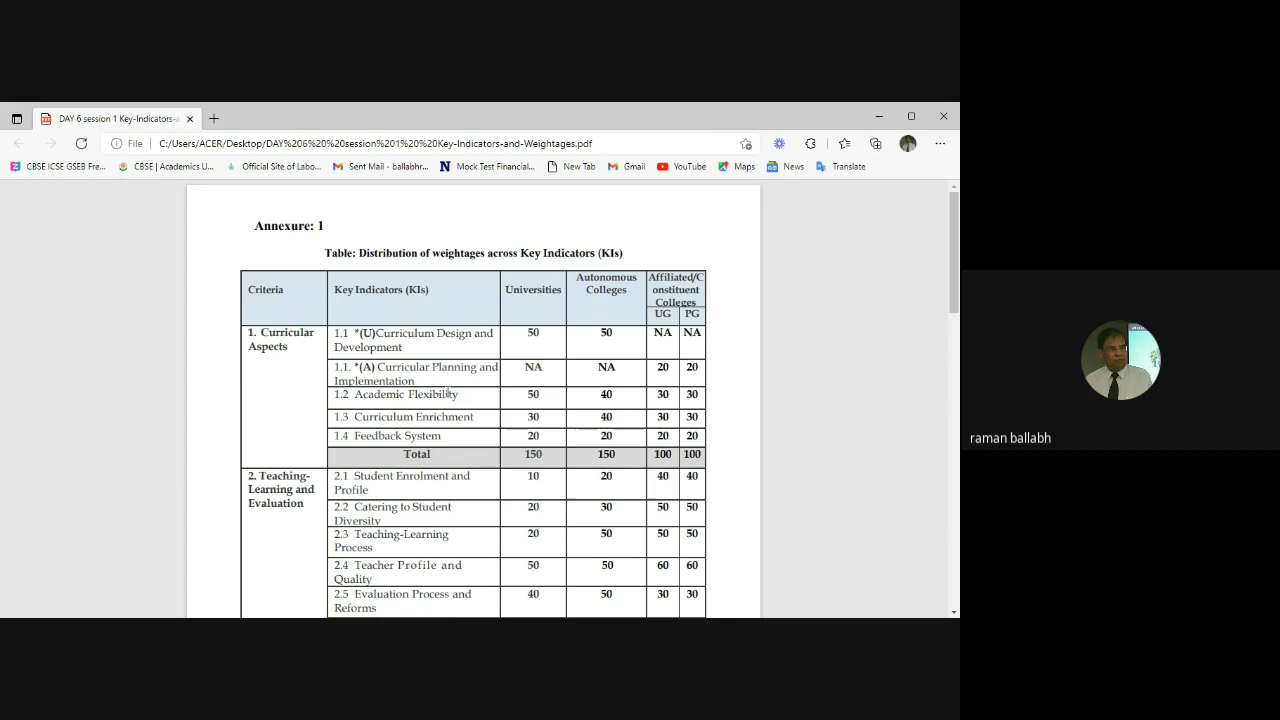 DAY 6 session 1 Key-Indicators-a
File C:/Users/ACER/Desktop/DAY%206%20%20session%201%20%20Key-Indicators-and-Weightages.pdf
CBSE ICSE GSEB Fre... CBSE | Academics U... Official Site of Labo... Sent Mail - ballabhr... Mock Test Financial... New Tab Gmail YouTube Maps News Translate
Annexure: 1
Table: Distribution of weightages across Key Indicators (KIs)
Criteria Key Indicators (KIs) Universities Autonomous Colleges Affiliated/C
onstituent
Colleges
UG PG
1. Curricular Aspects 1.1 *(U)Curriculum Design and Development 50 50 NA NA
1.1. *(A) Curricular Planning and Implementation NA NA 20 20
1.2 Academic Flexibility 50 40 30 30
1.3 Curriculum Enrichment 30 40 30 30
1.4 Feedback System 20 20 20 20
Total 150 150 100 100
2. Teaching-Learning and Evaluation 2.1 Student Enrolment and Profile 10 20 40 40
2.2 Catering to Student Diversity 20 30 50 50
2.3 Teaching-Learning Process 20 50 50 50
2.4 Teacher Profile and Quality 50 50 60 60
2.5 Evaluation Process and Reforms 40 50 30 30
raman ballabh